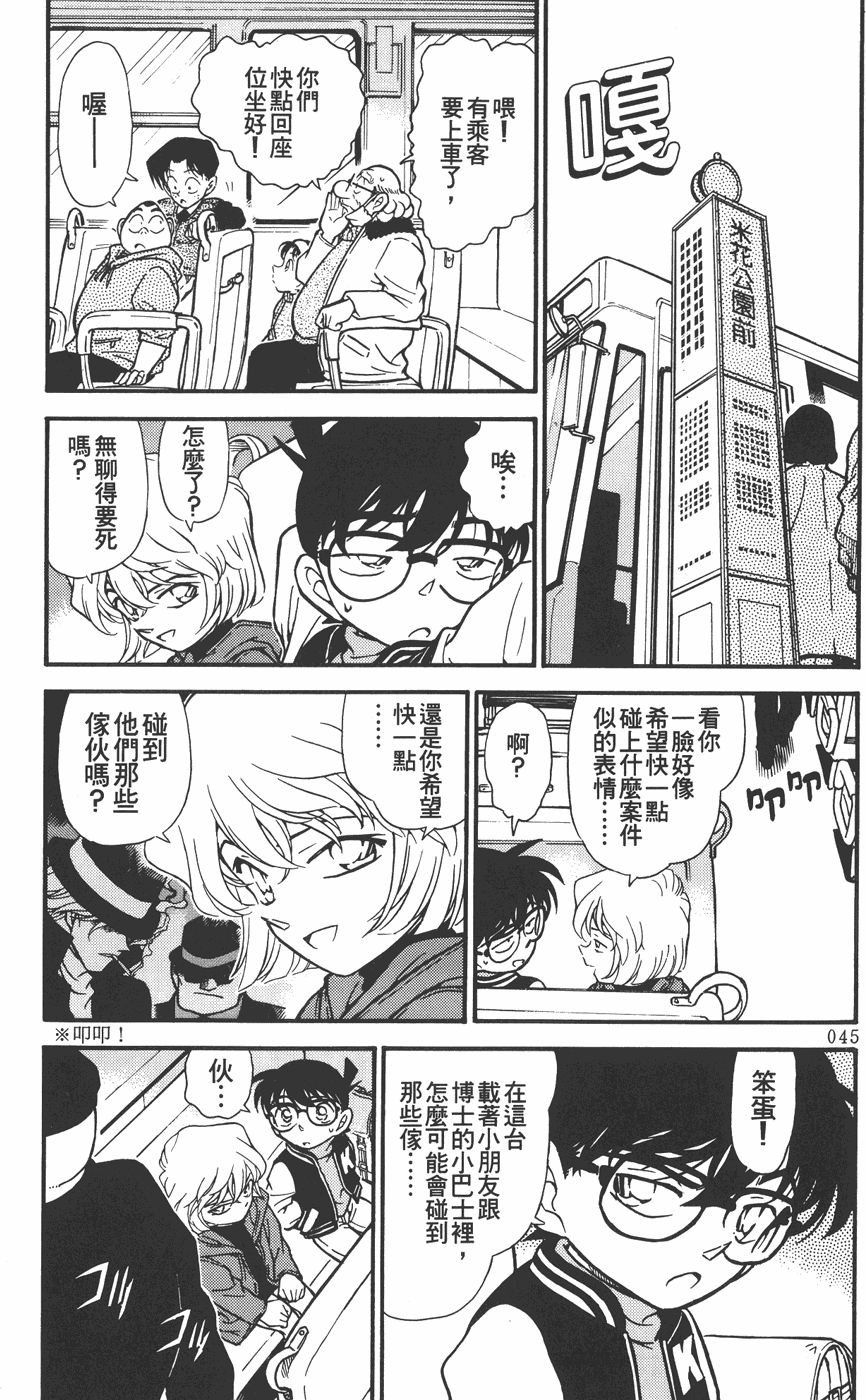 嘎
米花公園前
喂！
有乘客
要上車了，
你們
快點回座
位坐好！
喔—
唉…
怎麼了？
無聊得要死
嗎？
叩叩
看你
一臉好像
希望快一點
碰上什麼案件
似的表情……
啊？
還是你希望
快一點
……
碰到
他們那些
傢伙嗎？
※叩叩！
045
笨蛋！
在這台
載著小朋友跟
博士的小巴士裡，
怎麼可能會碰到
那些傢……
伙…
K